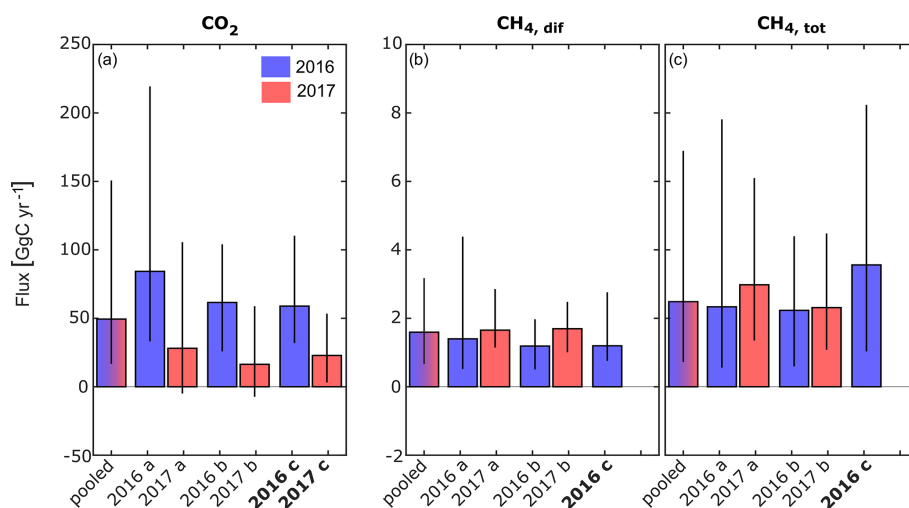 CO2
CH4, dif
CH4, tot
(a)
(b)
(c)
2016
2017
Flux [GgC yr-1]
250
200
150
100
50
0
-50
10
8
6
4
2
0
-2
pooled
2016 a
2017 a
2016 b
2017 b
2016 c
2017 c
pooled
2016 a
2017 a
2016 b
2017 b
2016 c
pooled
2016 a
2017 a
2016 b
2017 b
2016 c